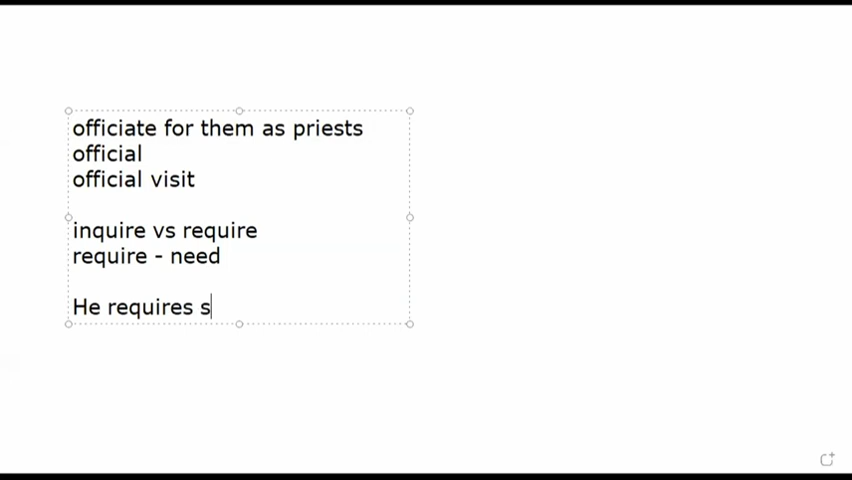 officiate for them as priests
official
official visit
inquire vs require
require - need
He requires s